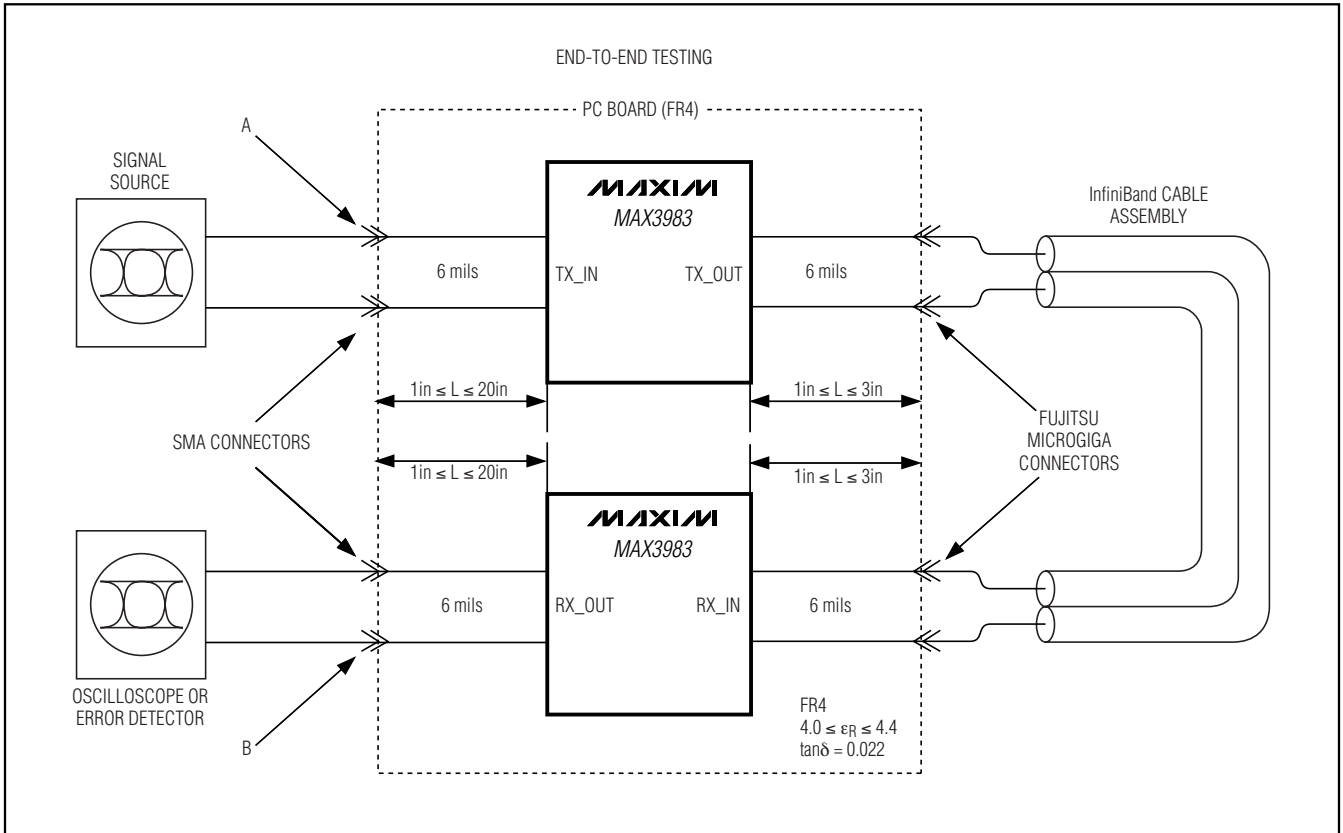 END-TO-END TESTING
PC BOARD (FR4)
A
SIGNAL
SOURCE
MAXIM
MAX3983
InfiniBand CABLE
ASSEMBLY
6 mils
TX_IN
TX_OUT
6 mils
1in ≤ L ≤ 20in
1in ≤ L ≤ 3in
SMA CONNECTORS
FUJITSU
MICROGIGA
CONNECTORS
1in ≤ L ≤ 20in
1in ≤ L ≤ 3in
MAXIM
MAX3983
6 mils
RX_OUT
RX_IN
6 mils
OSCILLOSCOPE OR
ERROR DETECTOR
B
FR4
4.0 ≤ εR ≤ 4.4
tanδ = 0.022